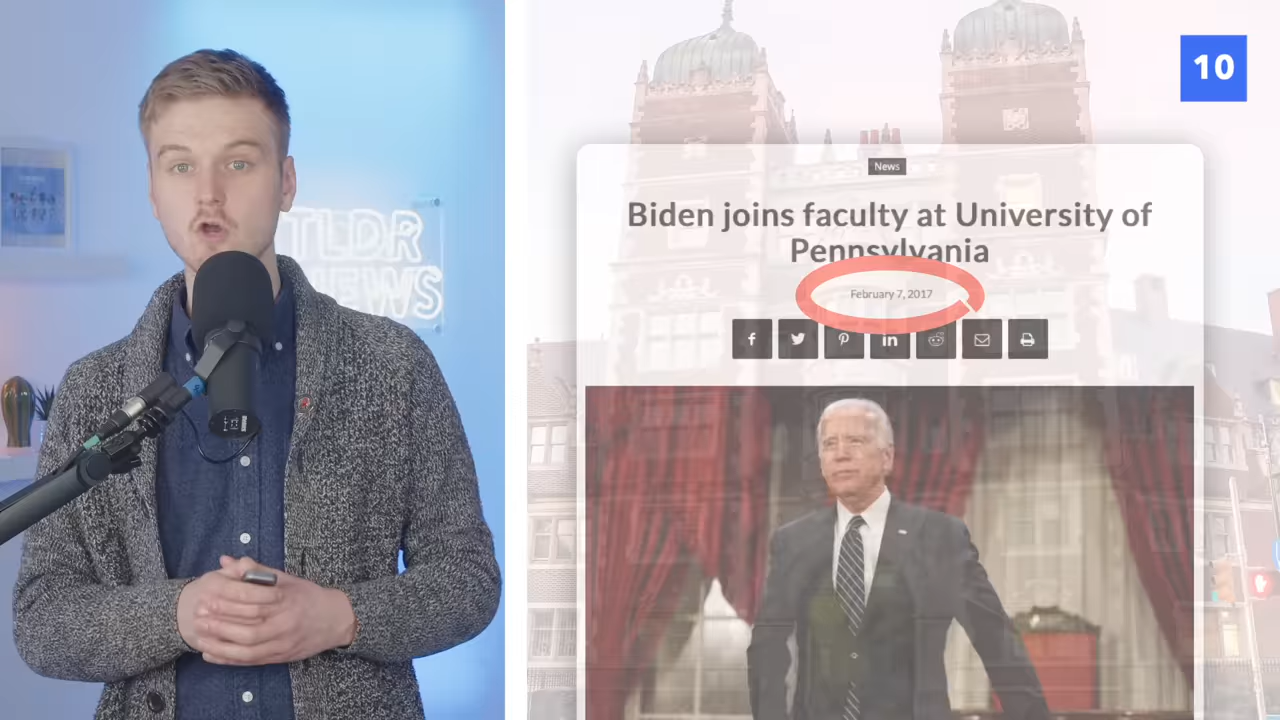 TLDR
NEWS
10
News
Biden joins faculty at University of
Pennsylvania
February 7, 2017